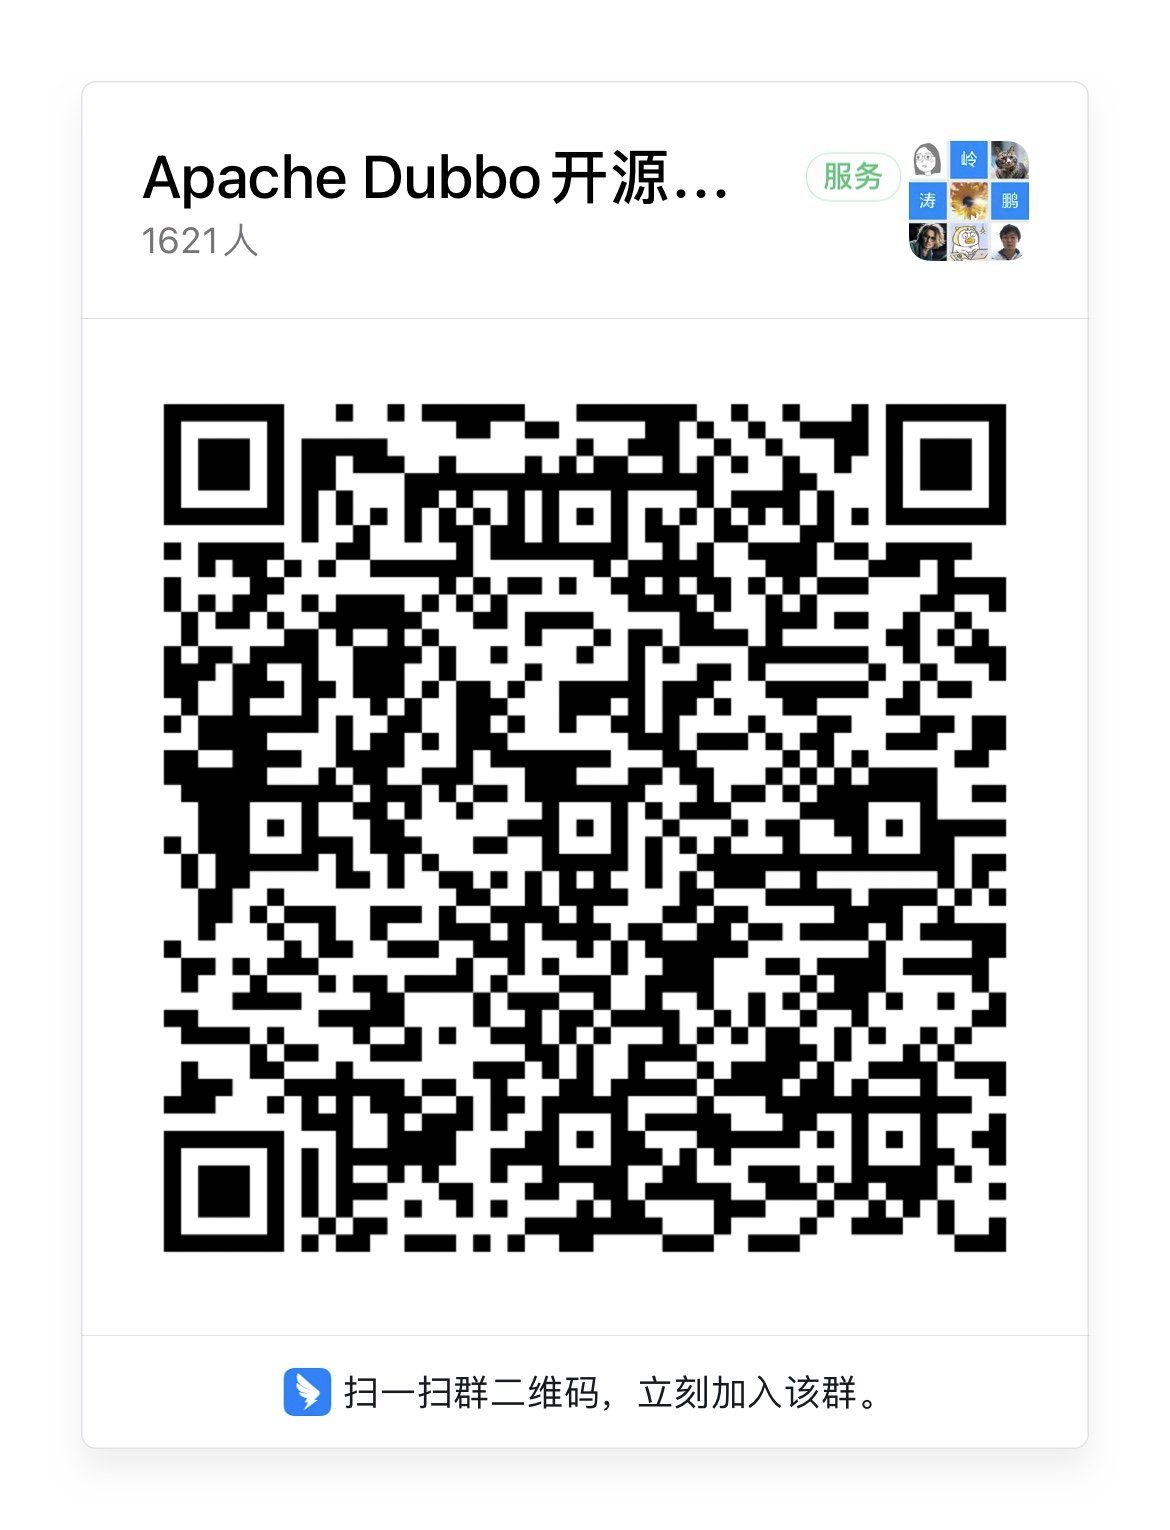 Apache Dubbo开源...
服务
1621人
岭
涛
鹏
扫一扫群二维码，立刻加入该群。